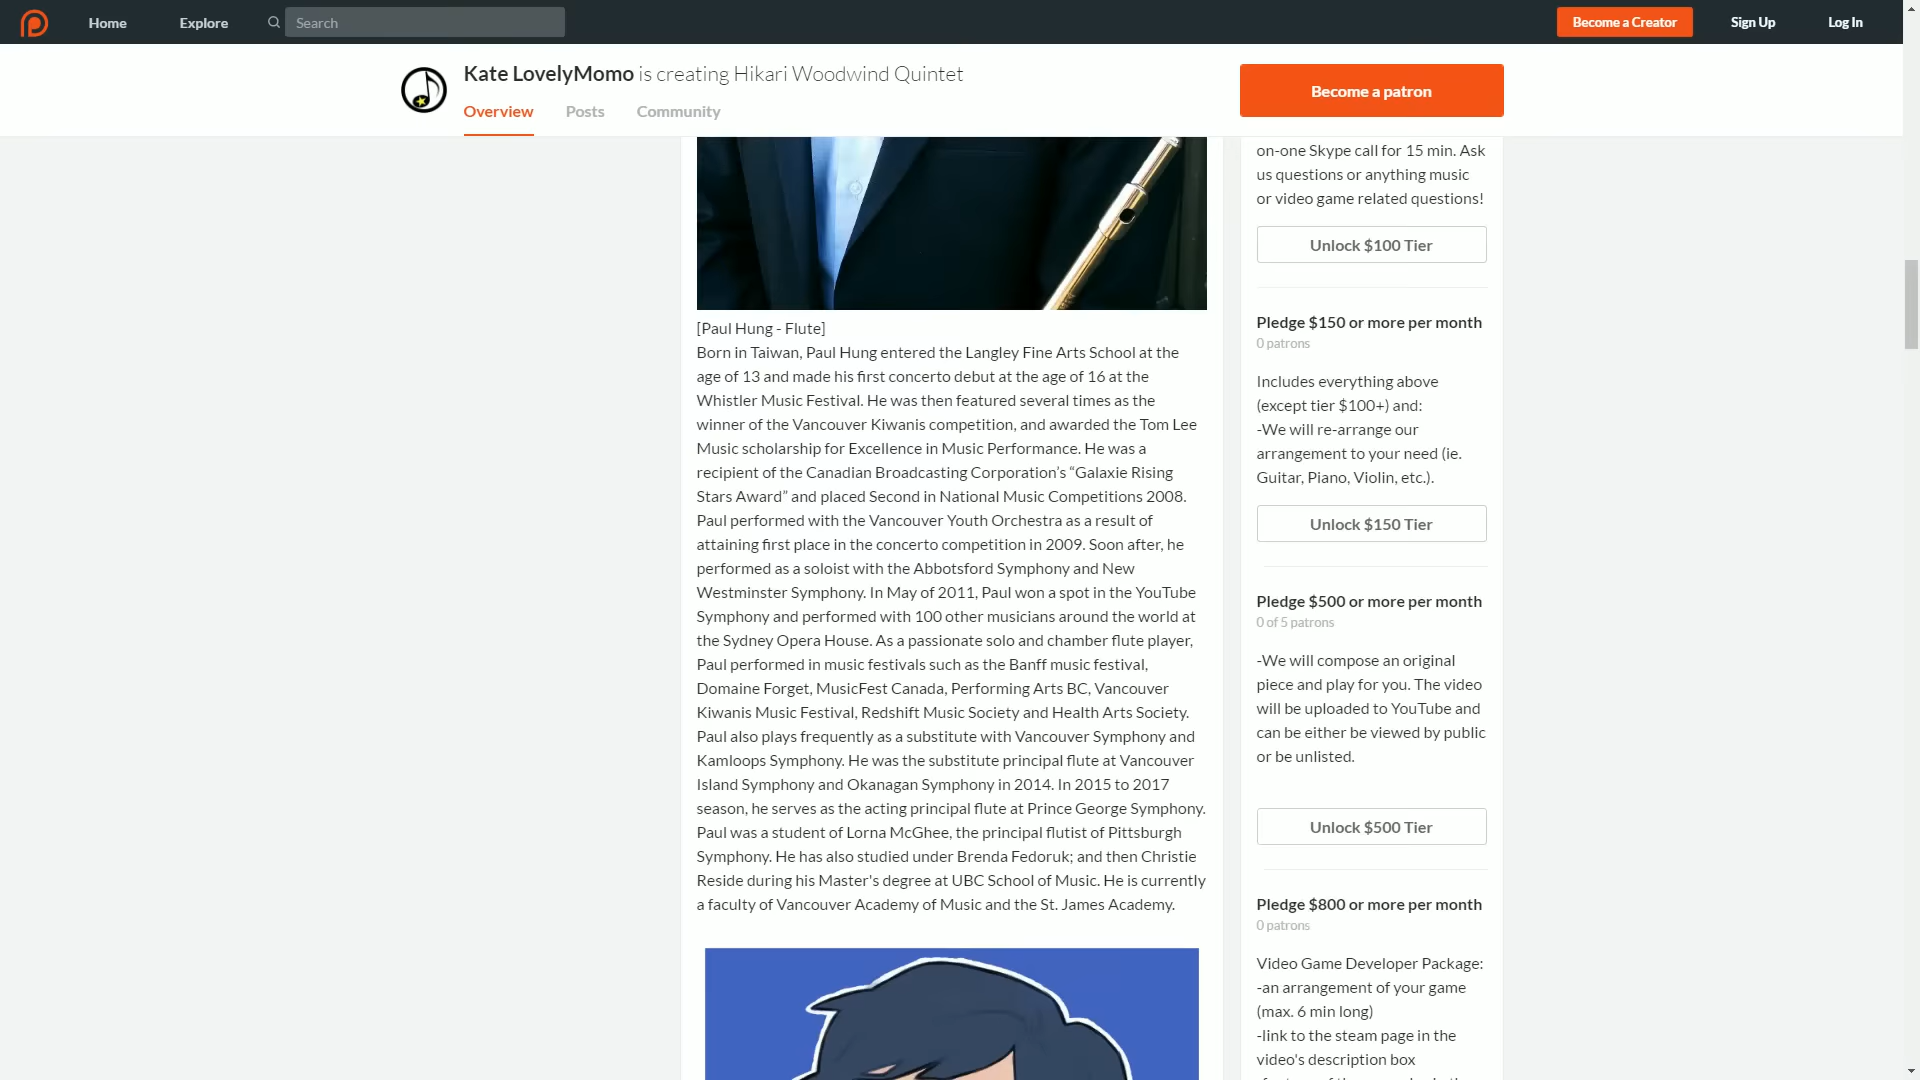 Home
Explore
Search
Become a Creator
Sign Up
Log In
Kate LovelyMomo is creating Hikari Woodwind Quintet
Become a patron
Overview
Posts
Community
[Paul Hung - Flute]
Born in Taiwan, Paul Hung entered the Langley Fine Arts School at the
age of 13 and made his first concerto debut at the age of 16 at the
Whistler Music Festival. He was then featured several times as the
winner of the Vancouver Kiwanis competition, and awarded the Tom Lee
Music scholarship for Excellence in Music Performance. He was a
recipient of the Canadian Broadcasting Corporation’s “Galaxie Rising
Stars Award” and placed Second in National Music Competitions 2008.
Paul performed with the Vancouver Youth Orchestra as a result of
attaining first place in the concerto competition in 2009. Soon after, he
performed as a soloist with the Abbotsford Symphony and New
Westminster Symphony. In May of 2011, Paul won a spot in the YouTube
Symphony and performed with 100 other musicians around the world at
the Sydney Opera House. As a passionate solo and chamber flute player,
Paul performed in music festivals such as the Banff music festival,
Domaine Forget, MusicFest Canada, Performing Arts BC, Vancouver
Kiwanis Music Festival, Redshift Music Society and Health Arts Society.
Paul also plays frequently as a substitute with Vancouver Symphony and
Kamloops Symphony. He was the substitute principal flute at Vancouver
Island Symphony and Okanagan Symphony in 2014. In 2015 to 2017
season, he serves as the acting principal flute at Prince George Symphony.
Paul was a student of Lorna McGhee, the principal flutist of Pittsburgh
Symphony. He has also studied under Brenda Fedoruk; and then Christie
Reside during his Master's degree at UBC School of Music. He is currently
a faculty of Vancouver Academy of Music and the St. James Academy.
on-one Skype call for 15 min. Ask
us questions or anything music
or video game related questions!
Unlock $100 Tier
Pledge $150 or more per month
0 patrons
Includes everything above
(except tier $100+) and:
-We will re-arrange our
arrangement to your need (ie.
Guitar, Piano, Violin, etc.).
Unlock $150 Tier
Pledge $500 or more per month
0 of 5 patrons
-We will compose an original
piece and play for you. The video
will be uploaded to YouTube and
can be either be viewed by public
or be unlisted.
Unlock $500 Tier
Pledge $800 or more per month
0 patrons
Video Game Developer Package:
-an arrangement of your game
(max. 6 min long)
-link to the steam page in the
video's description box